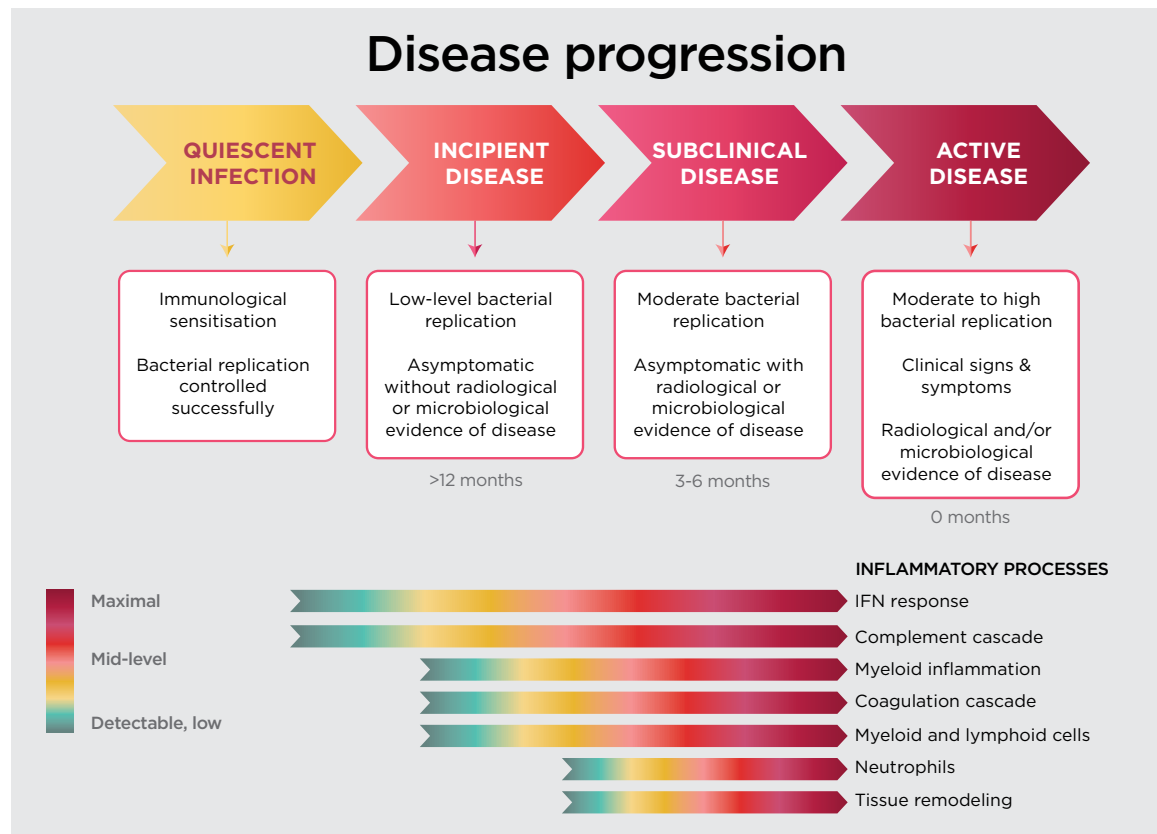 Disease progression
QUIESCENT
INFECTION
INCIPIENT
DISEASE
SUBCLINICAL
DISEASE
ACTIVE
DISEASE
Immunological
sensitisation
Bacterial replication
controlled
successfully
Low-level bacterial
replication
Asymptomatic
without radiological
or microbiological
evidence of disease
>12 months
Moderate bacterial
replication
Asymptomatic with
radiological or
microbiological
evidence of disease
3-6 months
Moderate to high
bacterial replication
Clinical signs &
symptoms
Radiological and/or
microbiological
evidence of disease
0 months
Maximal
Mid-level
Detectable, low
INFLAMMATORY PROCESSES
IFN response
Complement cascade
Myeloid inflammation
Coagulation cascade
Myeloid and lymphoid cells
Neutrophils
Tissue remodeling